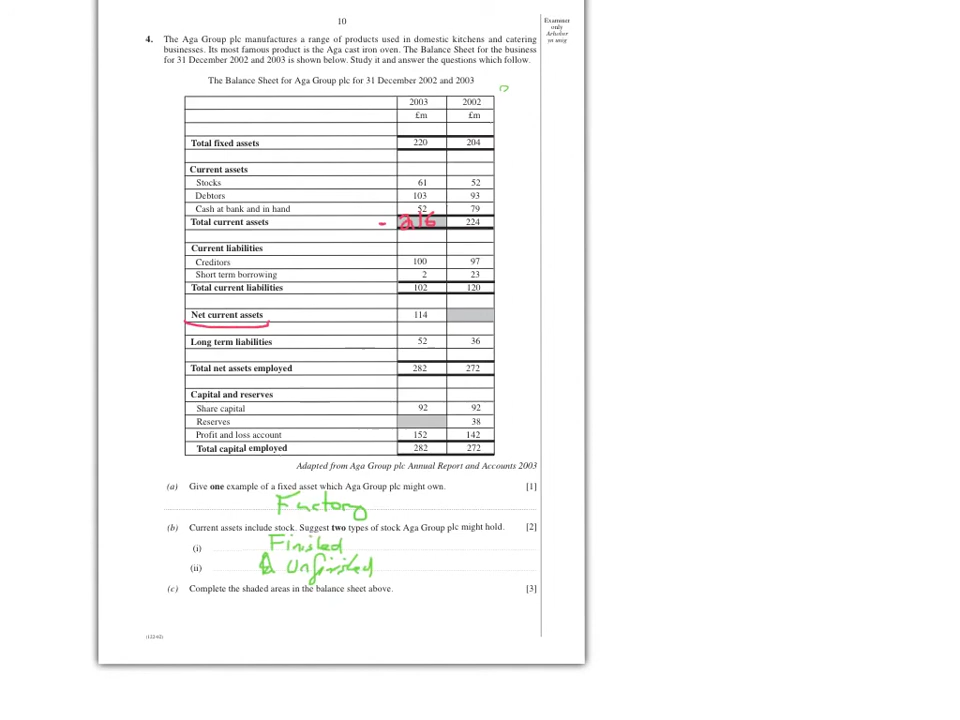 10
Examiner
only
4. The Aga Group plc manufactures a range of products used in domestic kitchens and catering
businesses. Its most famous product is the Aga cast iron oven. The Balance Sheet for the business
for 31 December 2002 and 2003 is shown below. Study it and answer the questions which follow.
The Balance Sheet for Aga Group plc for 31 December 2002 and 2003
2003 2002
£m £m
Total fixed assets 220 204
Current assets
Stocks 61 52
Debtors 103 93
Cash at bank and in hand 52 79
Total current assets - 216 224
Current liabilities
Creditors 100 97
Short term borrowing 2 23
Total current liabilities 102 120
Net current assets 114
Long term liabilities 52 36
Total net assets employed 282 272
Capital and reserves
Share capital 92 92
Reserves 38
Profit and loss account 152 142
Total capital employed 282 272
Adapted from Aga Group plc Annual Report and Accounts 2003
(a) Give one example of a fixed asset which Aga Group plc might own. [1]
Factory
(b) Current assets include stock. Suggest two types of stock Aga Group plc might hold. [2]
(i) Finished
(ii) & Unfinished
(c) Complete the shaded areas in the balance sheet above. [3]